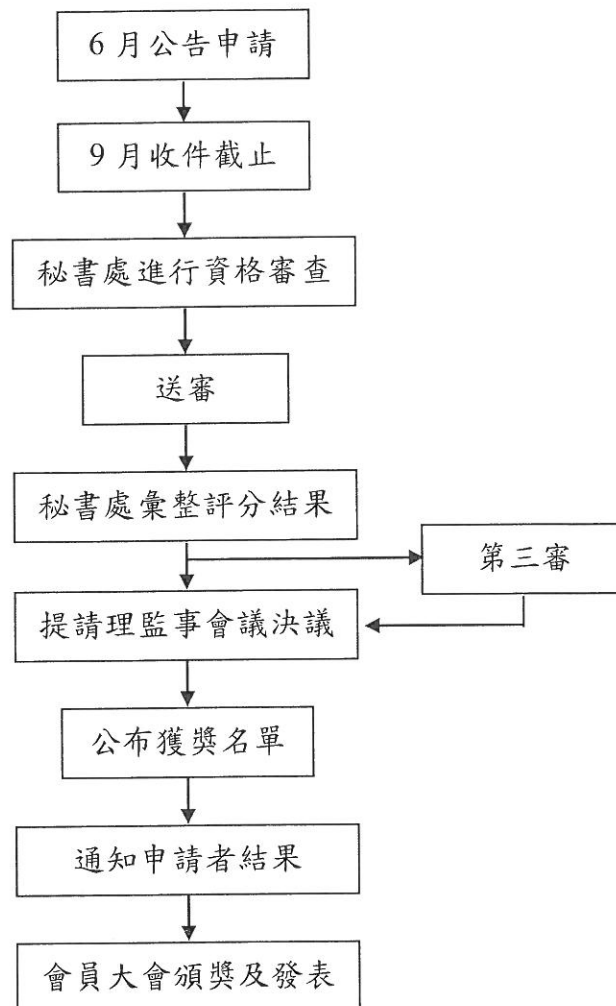 6 月公告申請
9 月收件截止
秘書處進行資格審查
送審
秘書處彙整評分結果
第三審
提請理監事會議決議
公布獲獎名單
通知申請者結果
會員大會頒獎及發表